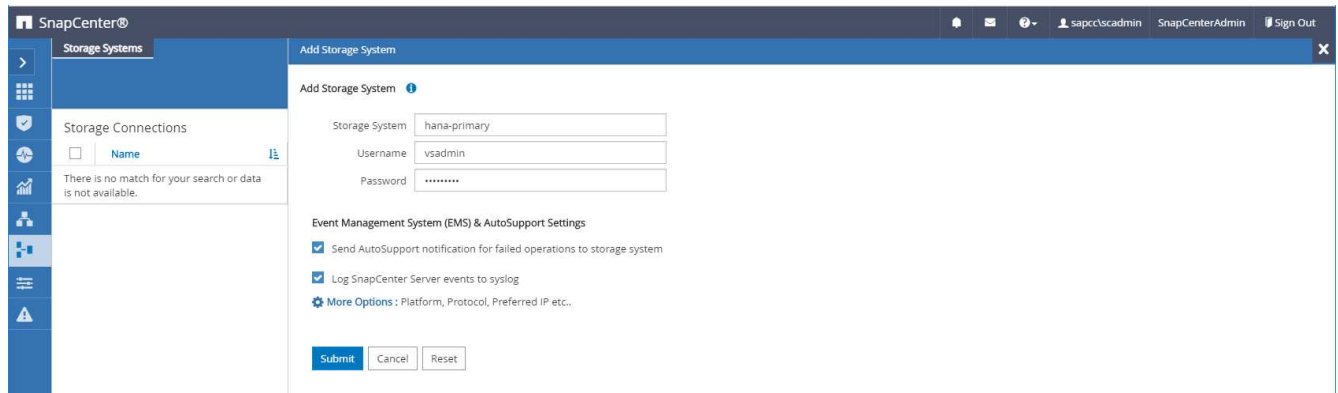 SnapCenter®
sapcc\scadmin SnapCenterAdmin Sign Out
Storage Systems
Add Storage System
Add Storage System
Storage Connections
Name
There is no match for your search or data
is not available.
Storage System hana-primary
Username vsadmin
Password •••••••••
Event Management System (EMS) & AutoSupport Settings
Send AutoSupport notification for failed operations to storage system
Log SnapCenter Server events to syslog
More Options : Platform, Protocol, Preferred IP etc..
Submit Cancel Reset